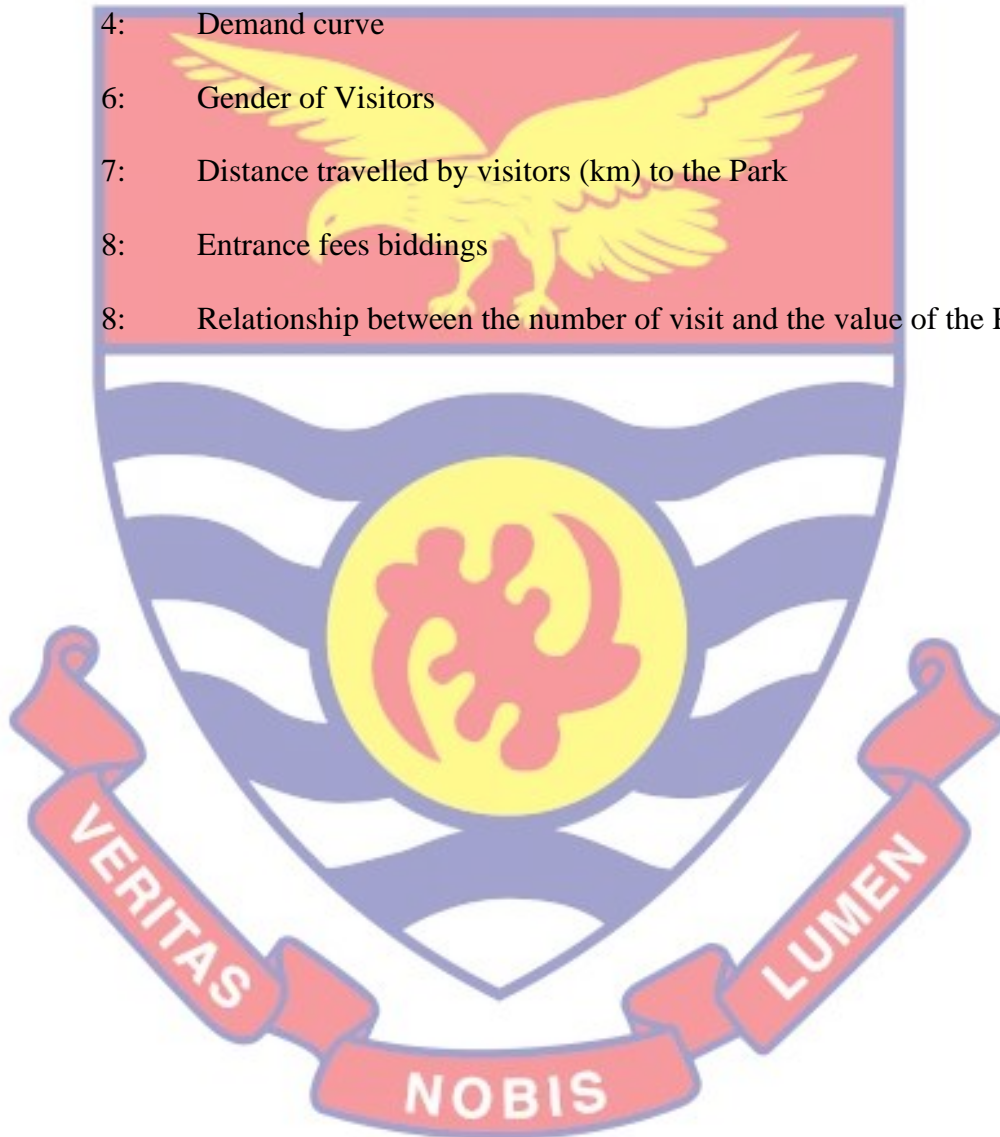 4: Demand curve
6: Gender of Visitors
7: Distance travelled by visitors (km) to the Park
8: Entrance fees biddings
8: Relationship between the number of visit and the value of the
VERITAS
NOBIS
LUMEN